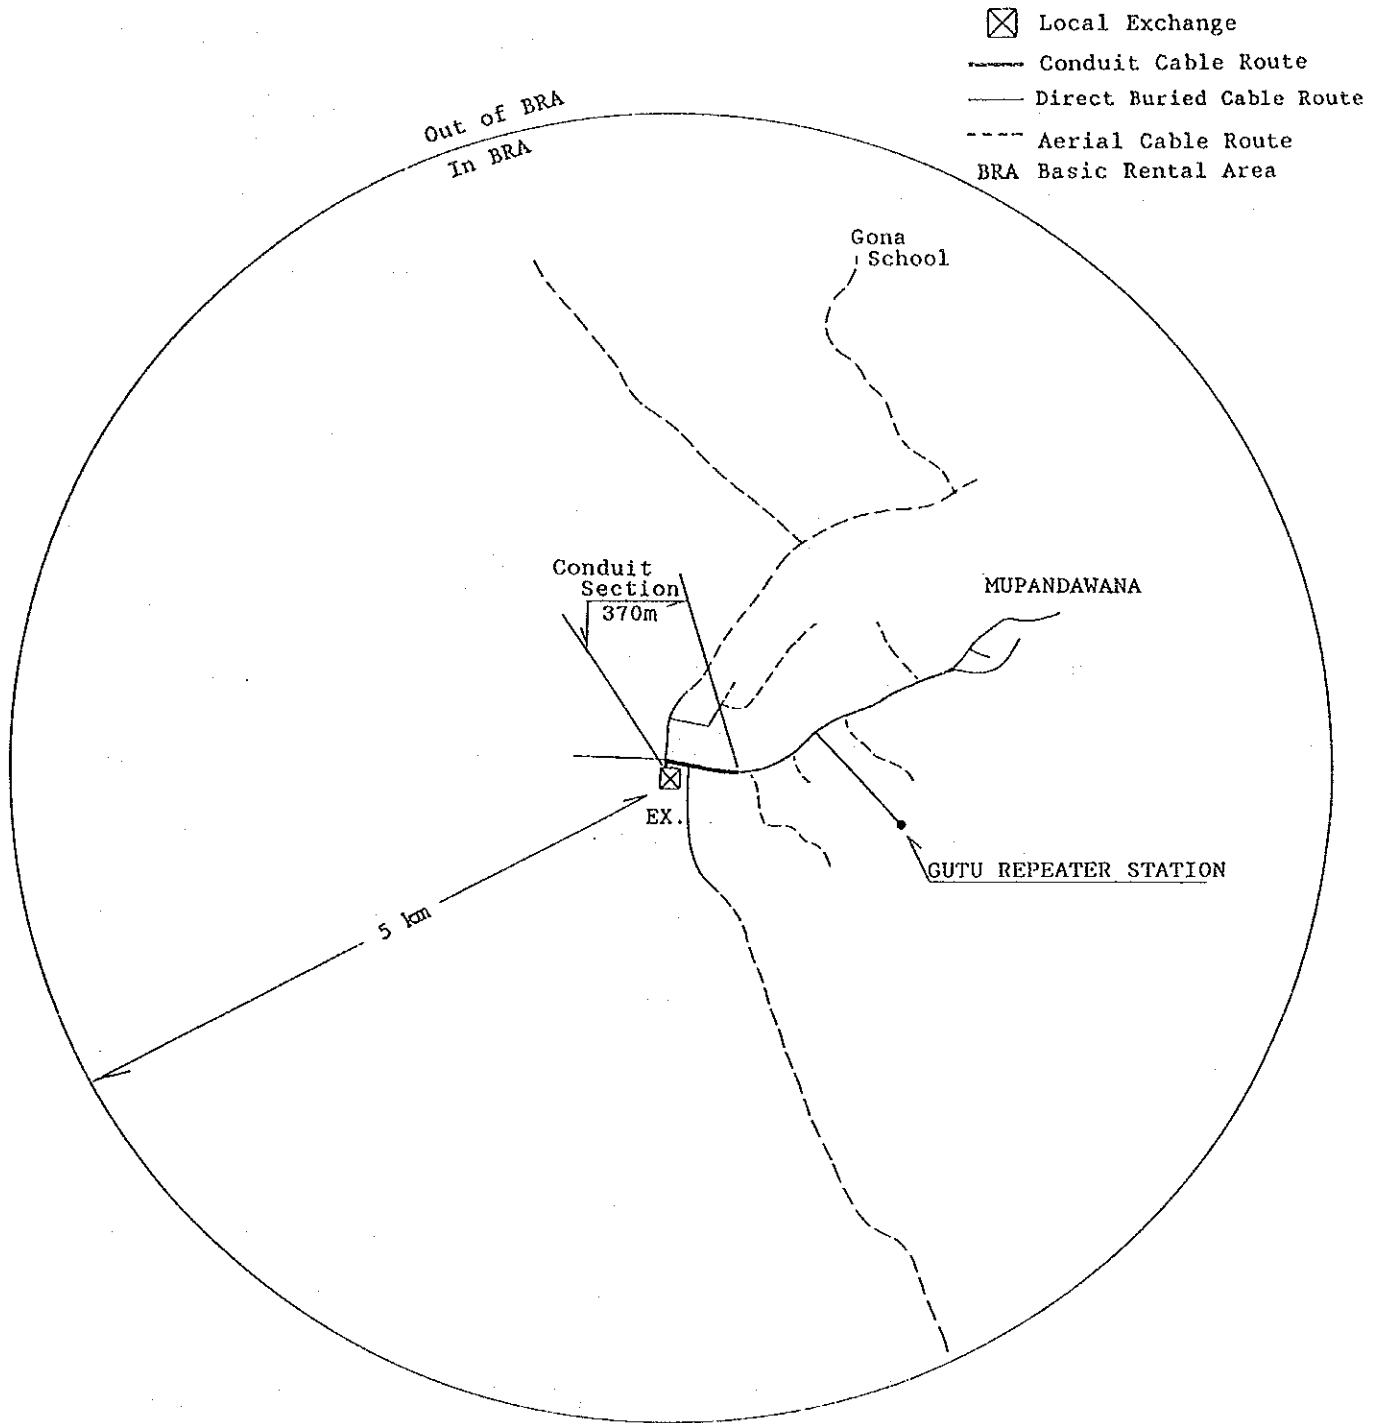 Local Exchange
Conduit Cable Route
Direct Buried Cable Route
Aerial Cable Route
BRA Basic Rental Area
Out of BRA
In BRA
Gona
School
Conduit
Section
370m
MUPANDAWANA
EX.
GUTU REPEATER STATION
5 km